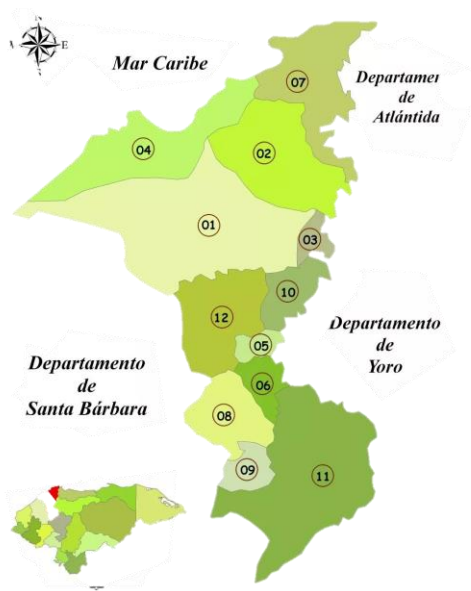 E
Mar Caribe
07
Departamen
de
Atlántida
04
02
01
03
10
12
Departamento
de
Yoro
05
Departamento
de
Santa Bárbara
06
08
09
11